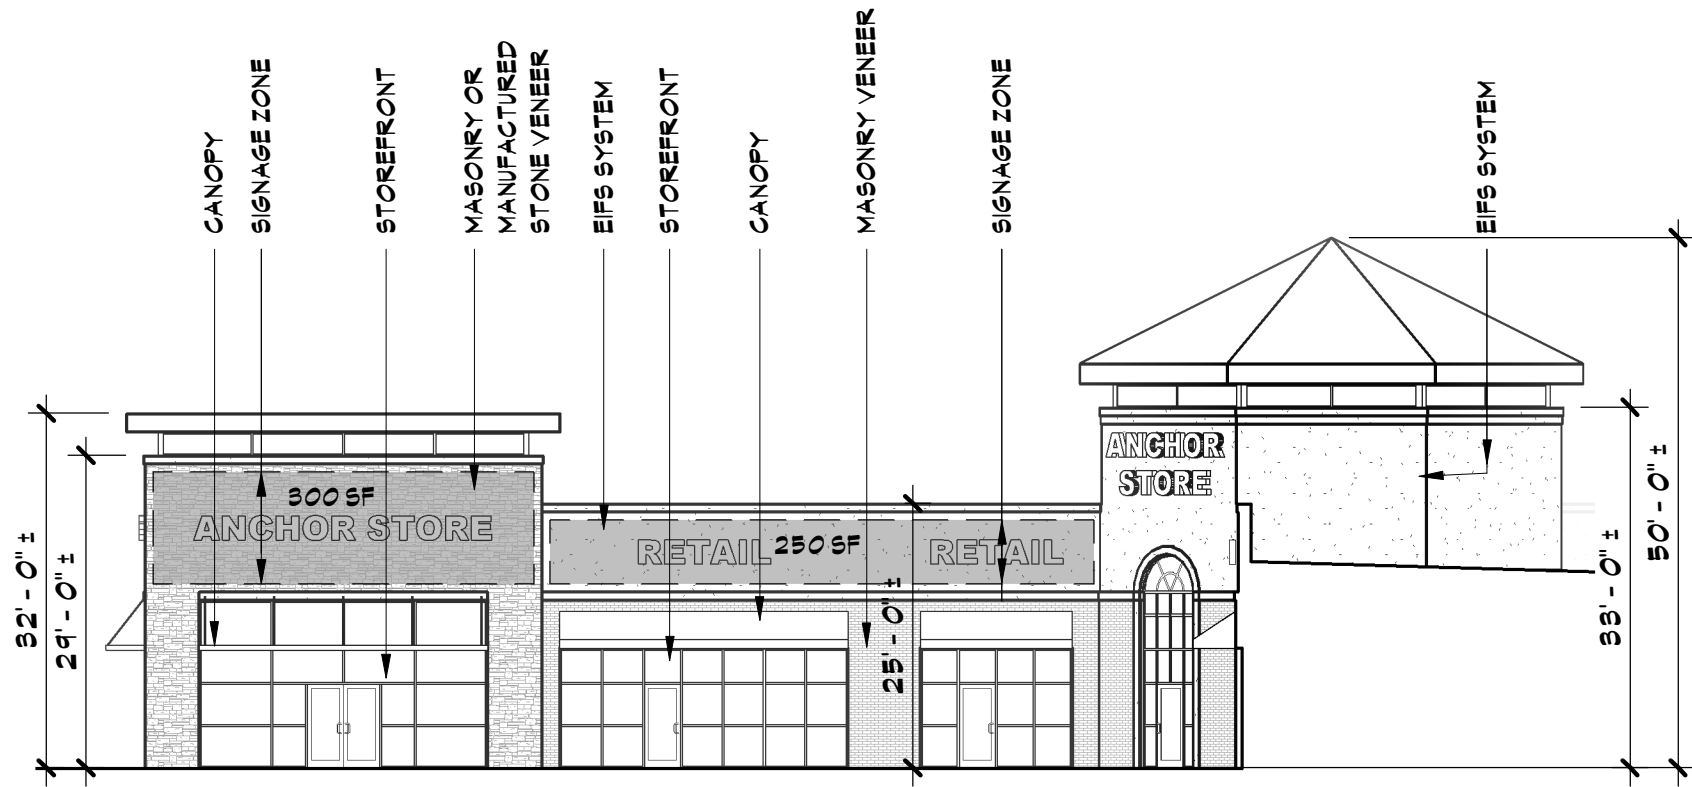 CANOPY
SIGNAGE ZONE
STOREFRONT
MASONRY OR
MANUFACTURED
STONE VENEER
EIFS SYSTEM
STOREFRONT
CANOPY
MASONRY VENEER
SIGNAGE ZONE
EIFS SYSTEM
32' - 0" ±
29' - 0" ±
300 SF
ANCHOR STORE
RETAIL
250 SF
RETAIL
25' - 0" ±
ANCHOR
STORE
33' - 0" ±
50' - 0" ±